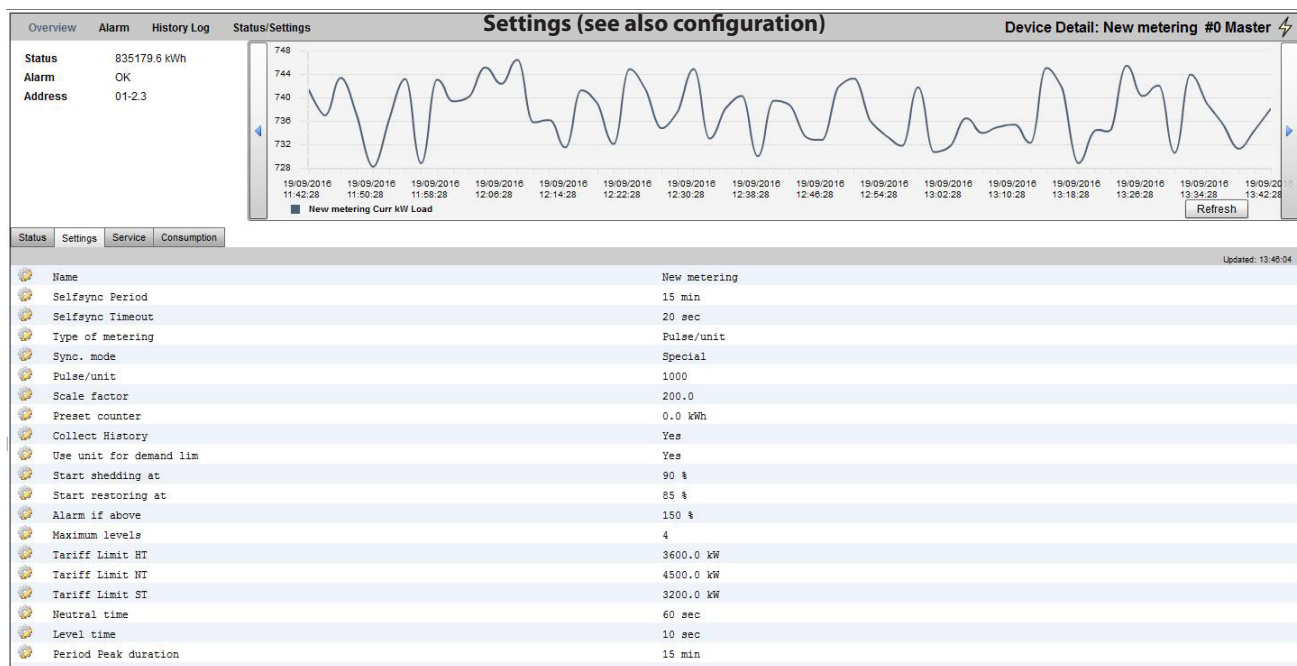 Overview Alarm History Log Status/Settings Settings (see also configuration) Device Detail: New metering #0 Master
Status 835179.6 kWh
Alarm OK
Address 01-2.3
748
744
740
736
732
728
19/09/2016 19/09/2016 19/09/2016 19/09/2016 19/09/2016 19/09/2016 19/09/2016 19/09/2016 19/09/2016 19/09/2016 19/09/2016 19/09/2016 19/09/2016 19/09/2016 19/09/2016 19/09/2016
11:42:28 11:50:28 11:58:28 12:06:28 12:14:28 12:22:28 12:30:28 12:38:28 12:46:28 12:54:28 13:02:28 13:10:28 13:18:28 13:26:28 13:34:28 13:42:28
New metering Curr kW Load Refresh
Status Settings Service Consumption
Updated: 13:46:04
Name New metering
Selfsync Period 15 min
Selfsync Timeout 20 sec
Type of metering Pulse/unit
Sync. mode Special
Pulse/unit 1000
Scale factor 200.0
Preset counter 0.0 kWh
Collect History Yes
Use unit for demand lim Yes
Start shedding at 90 %
Start restoring at 85 %
Alarm if above 150 %
Maximum levels 4
Tariff Limit HT 3600.0 kW
Tariff Limit NT 4500.0 kW
Tariff Limit ST 3200.0 kW
Neutral time 60 sec
Level time 10 sec
Period Peak duration 15 min